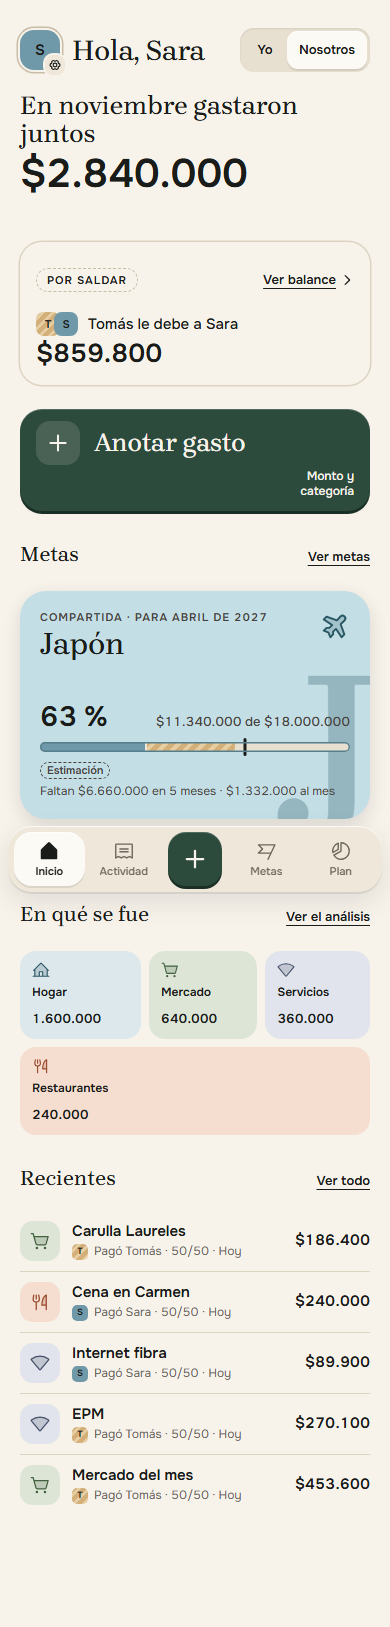 S
Hola, Sara
Yo
Nosotros
En noviembre gastaron
juntos
$2.840.000
POR SALDAR
Ver balance
T S Tomás le debe a Sara
$859.800
Anotar gasto
Monto y
categoría
Metas
Ver metas
COMPARTIDA · PARA ABRIL DE 2027
Japón
J
63 %
$11.340.000 de $18.000.000
Estimación
Faltan $6.660.000 en 5 meses · $1.332.000 al mes
Inicio
Actividad
Metas
Plan
En qué se fue
Ver el análisis
Hogar
1.600.000
Mercado
640.000
Servicios
360.000
Restaurantes
240.000
Recientes
Ver todo
Carulla Laureles
T Pagó Tomás · 50/50 · Hoy
$186.400
Cena en Carmen
S Pagó Sara · 50/50 · Hoy
$240.000
Internet fibra
S Pagó Sara · 50/50 · Hoy
$89.900
EPM
T Pagó Tomás · 50/50 · Hoy
$270.100
Mercado del mes
T Pagó Tomás · 50/50 · Hoy
$453.600